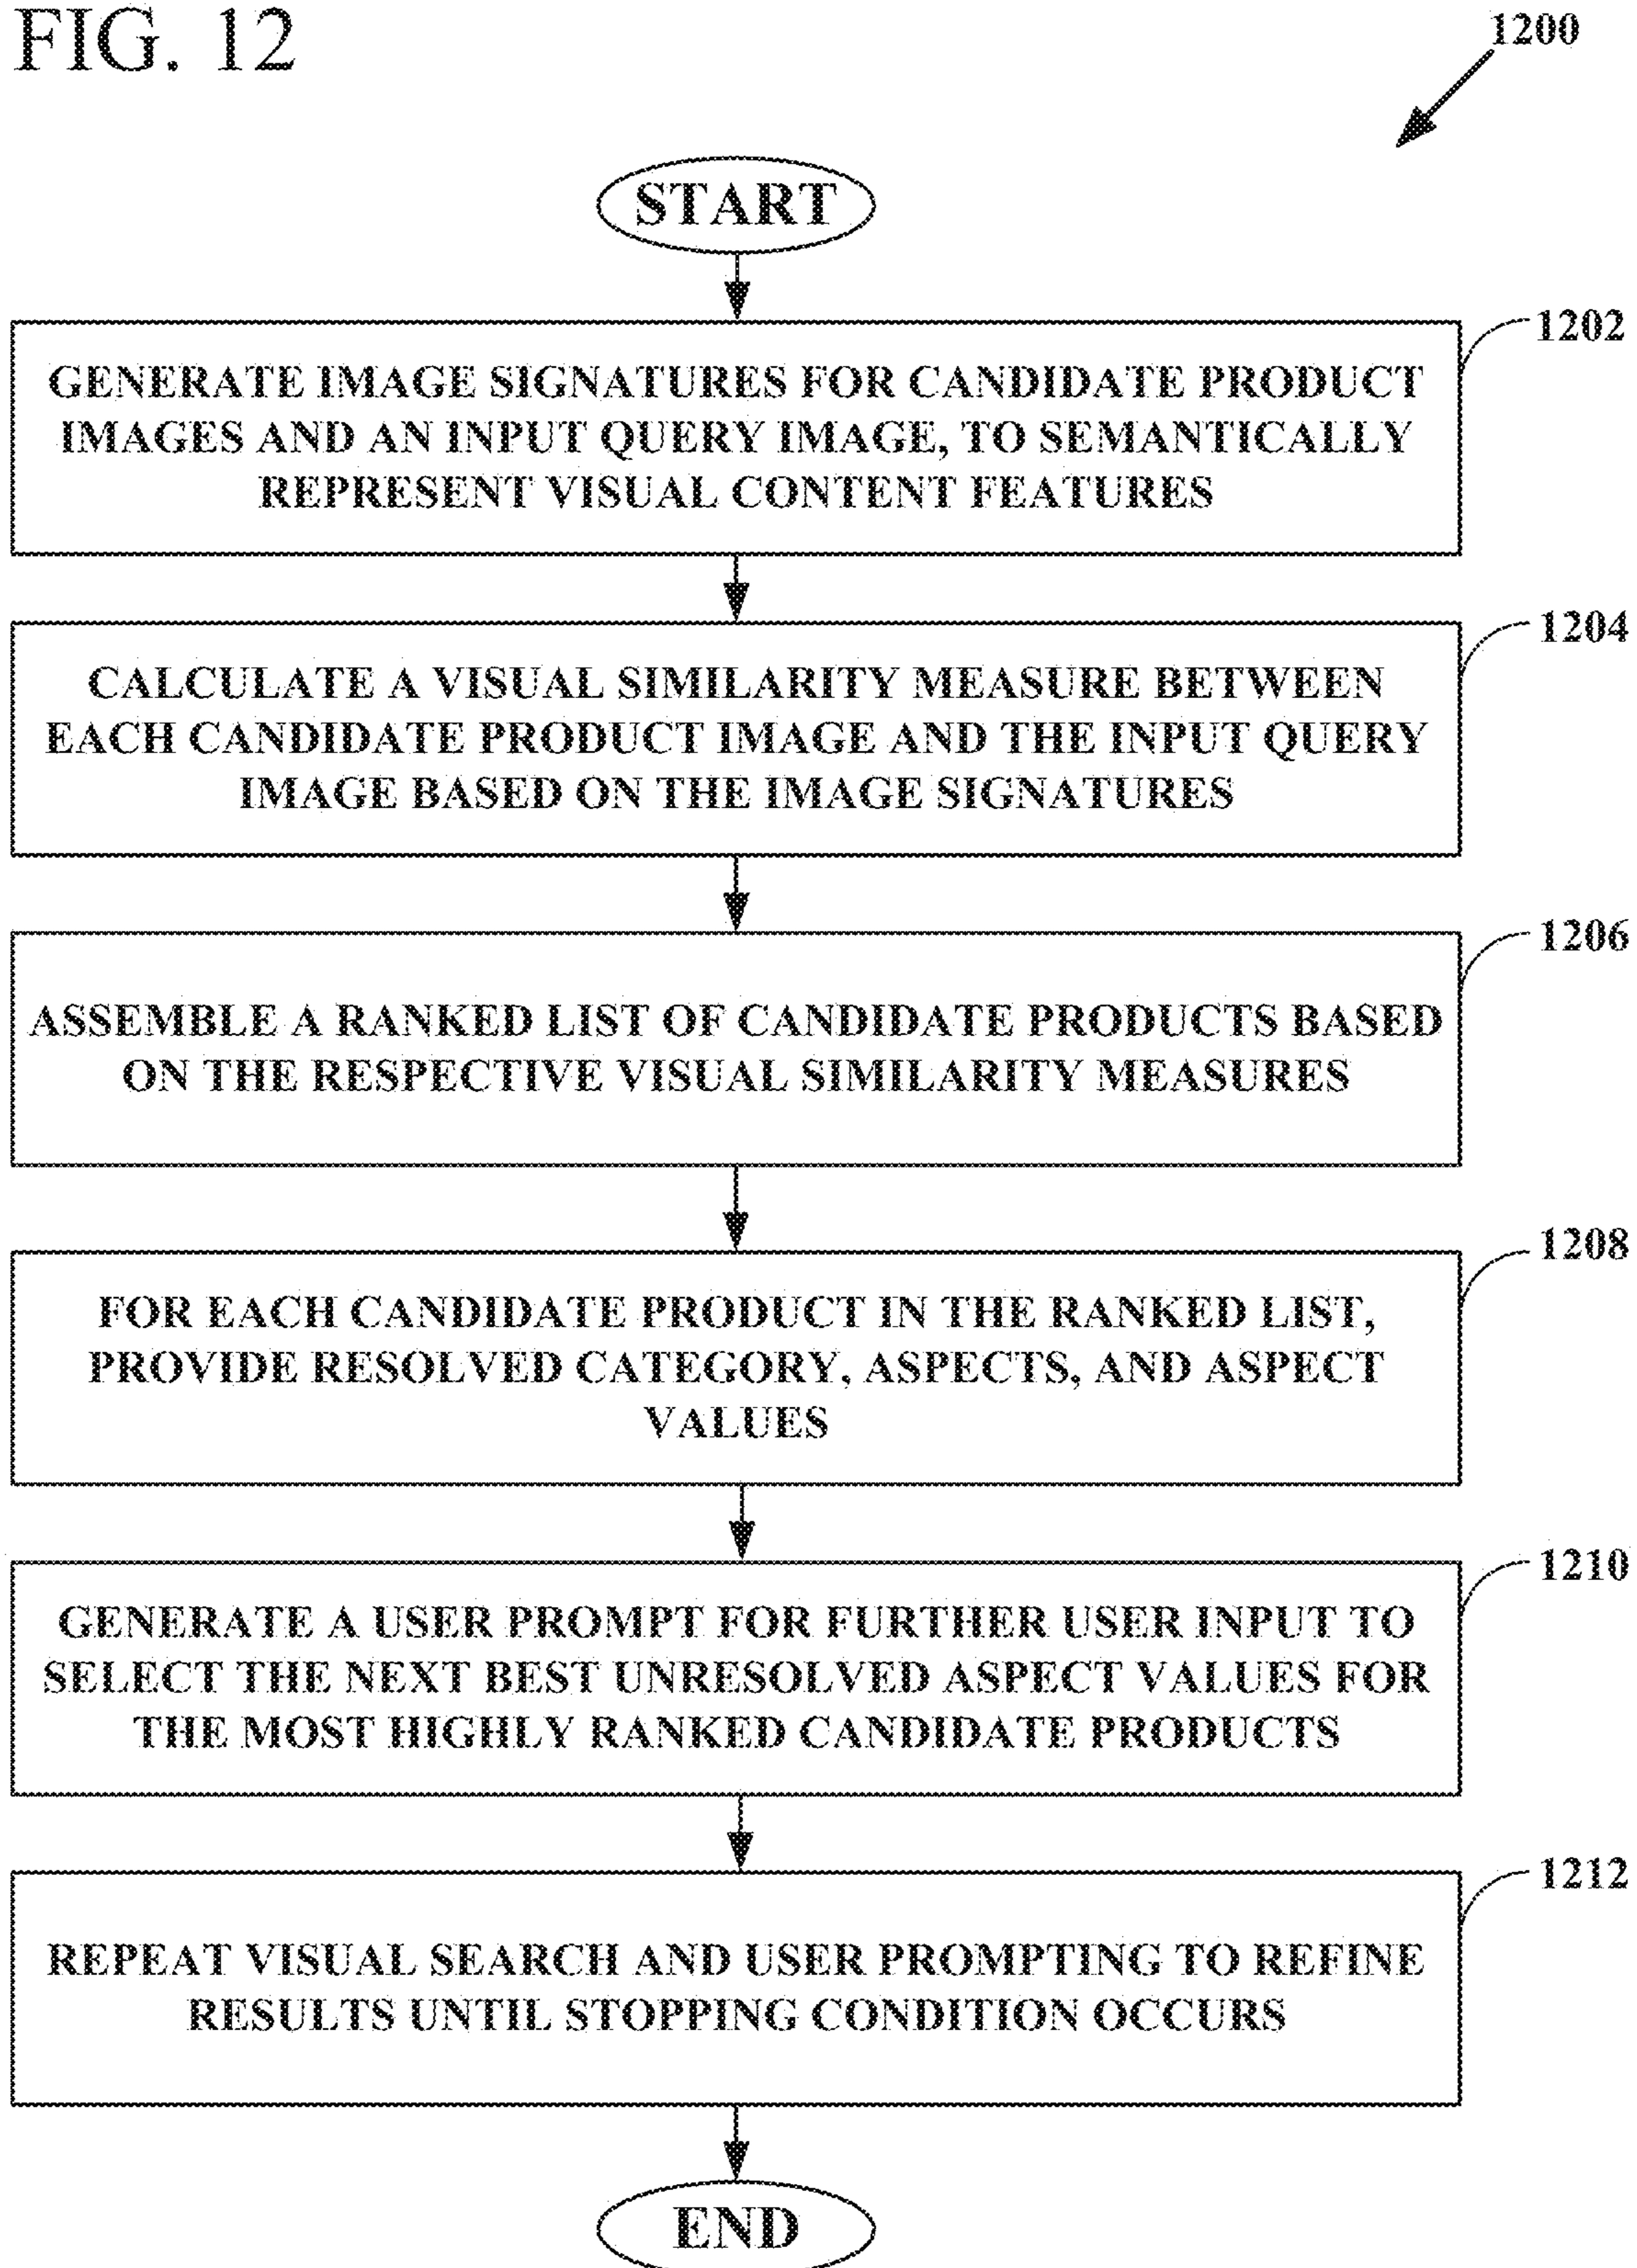 FIG. 12
1200
START
1202
GENERATE IMAGE SIGNATURES FOR CANDIDATE PRODUCT
IMAGES AND AN INPUT QUERY IMAGE, TO SEMANTICALLY
REPRESENT VISUAL CONTENT FEATURES
1204
CALCULATE A VISUAL SIMILARITY MEASURE BETWEEN
EACH CANDIDATE PRODUCT IMAGE AND THE INPUT QUERY
IMAGE BASED ON THE IMAGE SIGNATURES
1206
ASSEMBLE A RANKED LIST OF CANDIDATE PRODUCTS BASED
ON THE RESPECTIVE VISUAL SIMILARITY MEASURES
1208
FOR EACH CANDIDATE PRODUCT IN THE RANKED LIST,
PROVIDE RESOLVED CATEGORY, ASPECTS, AND ASPECT
VALUES
1210
GENERATE A USER PROMPT FOR FURTHER USER INPUT TO
SELECT THE NEXT BEST UNRESOLVED ASPECT VALUES FOR
THE MOST HIGHLY RANKED CANDIDATE PRODUCTS
1212
REPEAT VISUAL SEARCH AND USER PROMPTING TO REFINE
RESULTS UNTIL STOPPING CONDITION OCCURS
END